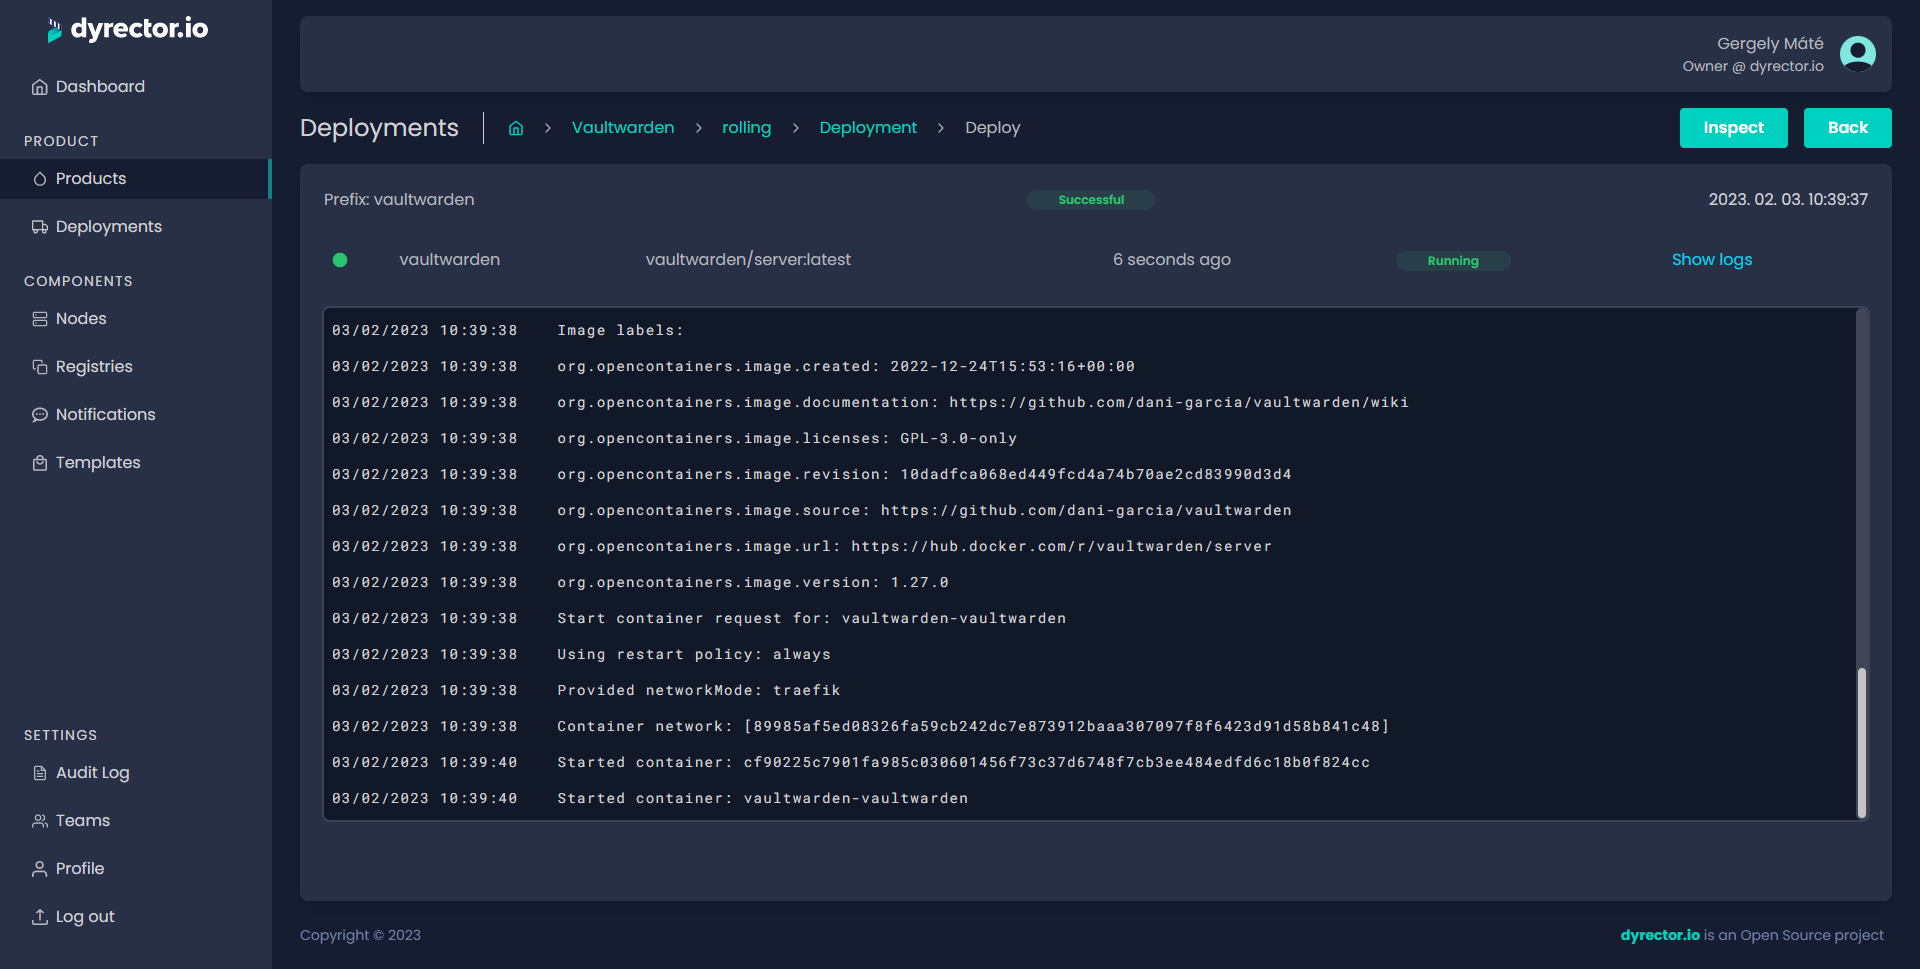 dyrector.io
Dashboard
PRODUCT
Products
Deployments
COMPONENTS
Nodes
Registries
Notifications
Templates
SETTINGS
Audit Log
Teams
Profile
Log out
Gergely Máté
Owner @ dyrector.io
Deployments
Vaultwarden > rolling > Deployment > Deploy
Inspect
Back
Prefix: vaultwarden
Successful
2023. 02. 03. 10:39:37
vaultwarden
vaultwarden/server:latest
6 seconds ago
Running
Show logs
03/02/2023 10:39:38 Image labels:
03/02/2023 10:39:38 org.opencontainers.image.created: 2022-12-24T15:53:16+00:00
03/02/2023 10:39:38 org.opencontainers.image.documentation: https://github.com/dani-garcia/vaultwarden/wiki
03/02/2023 10:39:38 org.opencontainers.image.licenses: GPL-3.0-only
03/02/2023 10:39:38 org.opencontainers.image.revision: 10dadfca068ed449fcd4a74b70ae2cd83990d3d4
03/02/2023 10:39:38 org.opencontainers.image.source: https://github.com/dani-garcia/vaultwarden
03/02/2023 10:39:38 org.opencontainers.image.url: https://hub.docker.com/r/vaultwarden/server
03/02/2023 10:39:38 org.opencontainers.image.version: 1.27.0
03/02/2023 10:39:38 Start container request for: vaultwarden-vaultwarden
03/02/2023 10:39:38 Using restart policy: always
03/02/2023 10:39:38 Provided networkMode: traefik
03/02/2023 10:39:38 Container network: [89985af5ed08326fa59cb242dc7e873912baaa307097f8f6423d91d58b841c48]
03/02/2023 10:39:40 Started container: cf90225c7901fa985c030601456f73c37d6748f7cb3ee484edfd6c18b0f824cc
03/02/2023 10:39:40 Started container: vaultwarden-vaultwarden
Copyright © 2023
dyrector.io is an Open Source project